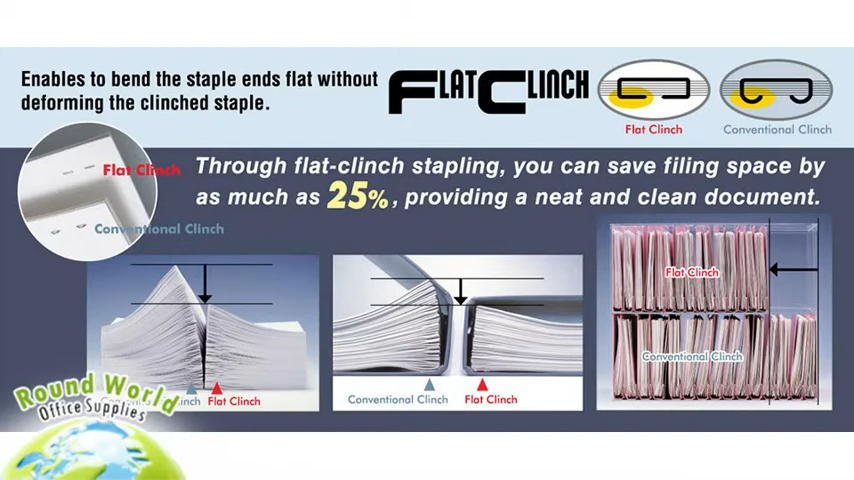 Enables to bend the staple ends flat without
deforming the clinched staple.
FLATCLINCH
Flat Clinch
Conventional Clinch
Flat Clinch
Through flat-clinch stapling, you can save filing space by
as much as 25%, providing a neat and clean document.
Conventional Clinch
Flat Clinch
Conventional Clinch
Flat Clinch
Conventional Clinch
Flat Clinch
Round World
Office Supplies